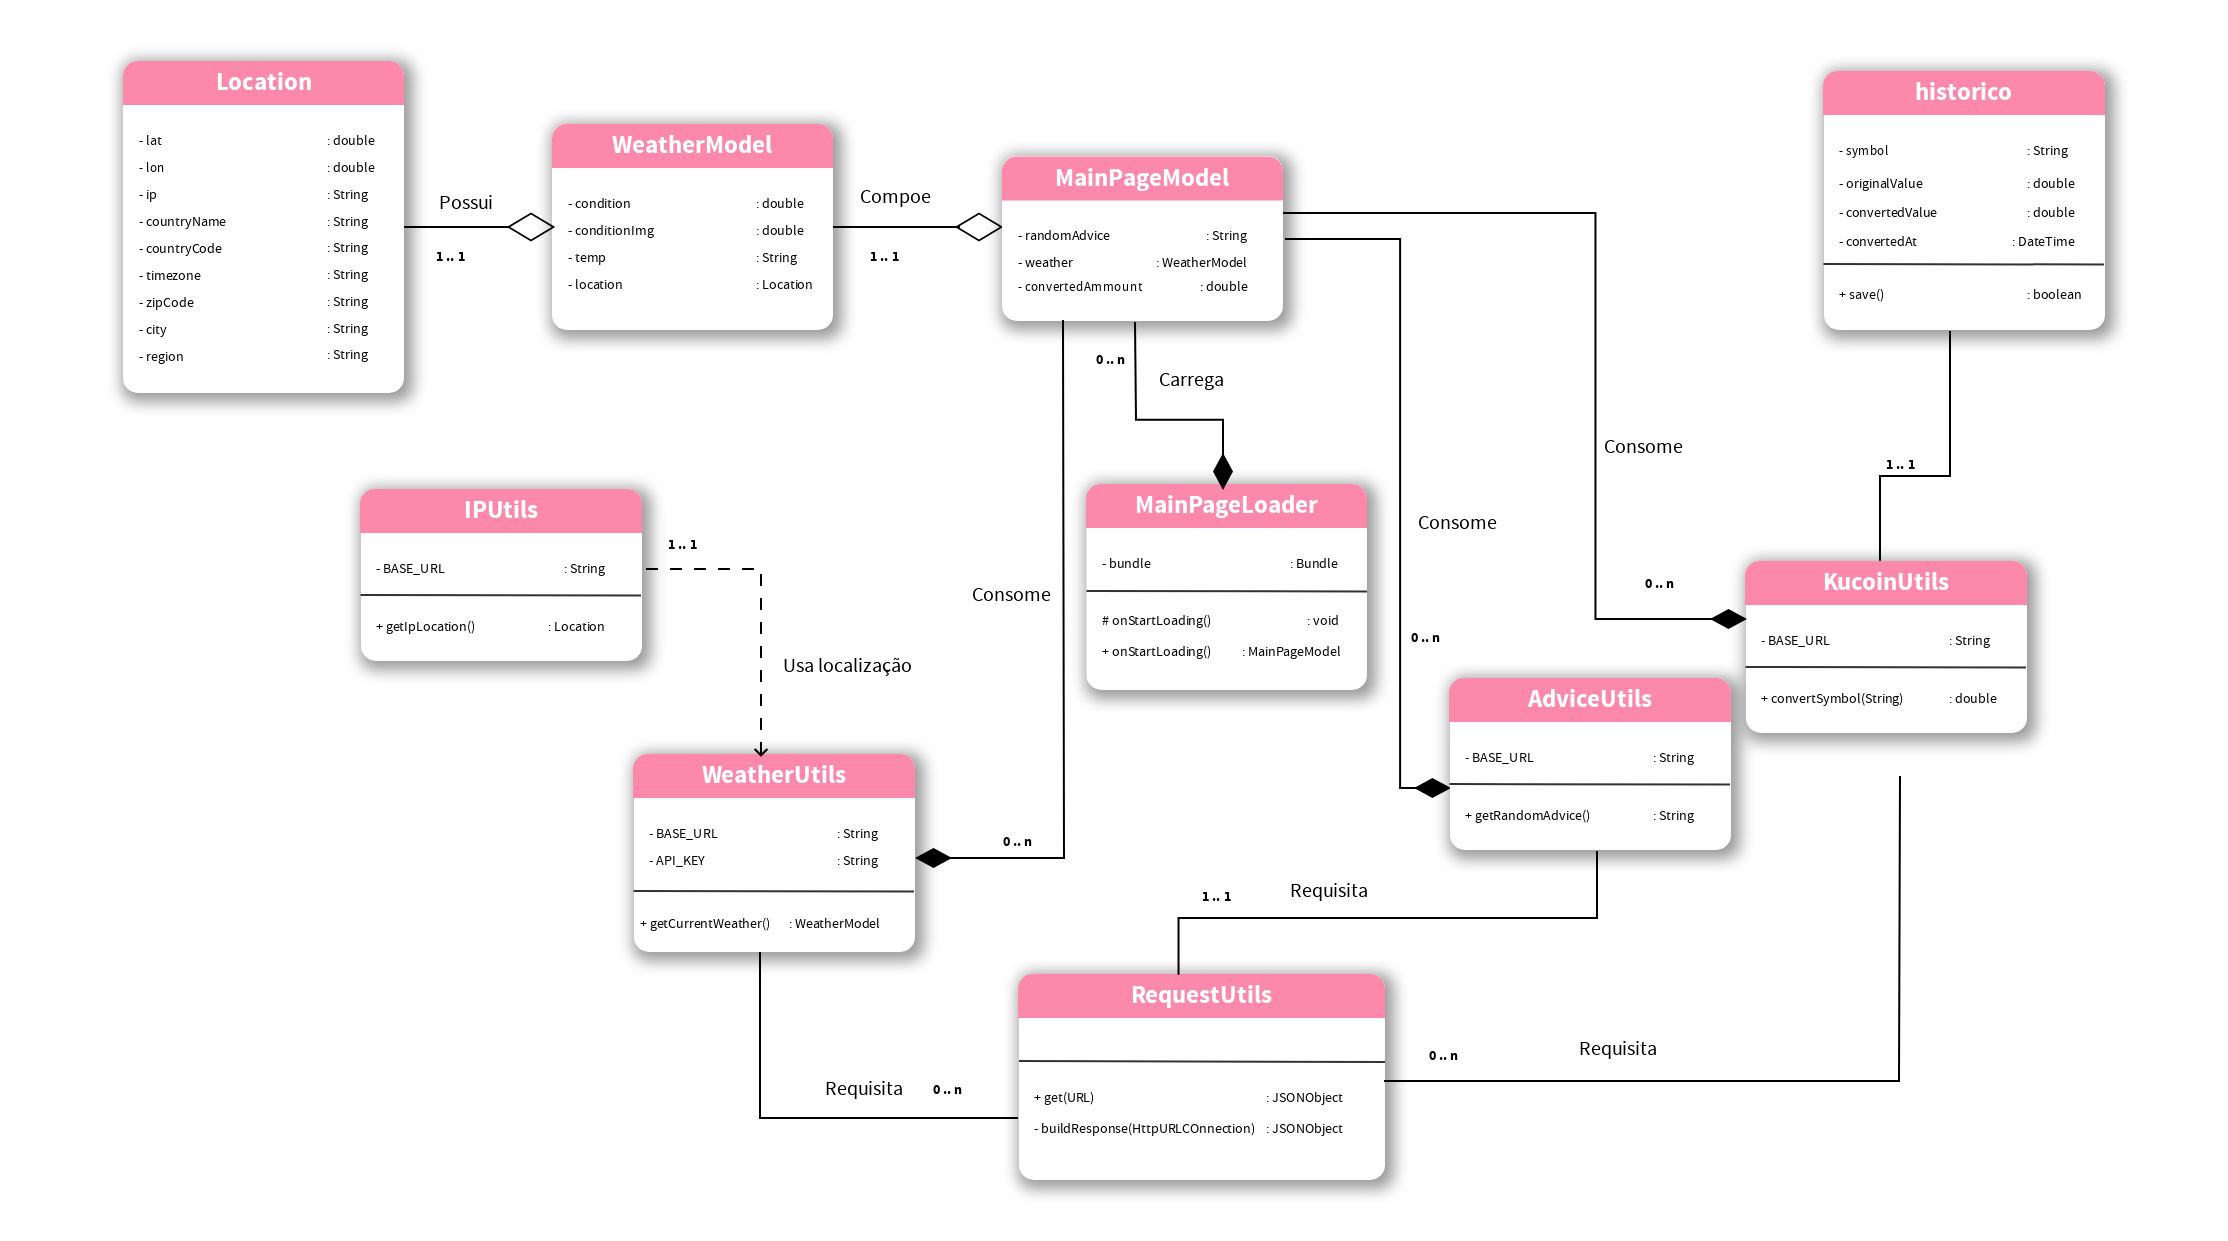 Location
- lat : double
- lon : double
- ip : String
- countryName : String
- countryCode : String
- timezone : String
- zipCode : String
- city : String
- region : String
Possui
1 .. 1
WeatherModel
- condition : double
- conditionImg : double
- temp : String
- location : Location
Compoe
1 .. 1
MainPageModel
- randomAdvice : String
- weather : WeatherModel
- convertedAmmount : double
historico
- symbol : String
- originalValue : double
- convertedValue : double
- convertedAt : DateTime
+ save() : boolean
0 .. n
Carrega
Consome
1 .. 1
IPUtils
- BASE_URL : String
+ getIpLocation() : Location
1 .. 1
Usa localização
Consome
MainPageLoader
- bundle : Bundle
# onStartLoading() : void
+ onStartLoading() : MainPageModel
Consome
0 .. n
0 .. n
KucoinUtils
- BASE_URL : String
+ convertSymbol(String) : double
AdviceUtils
- BASE_URL : String
+ getRandomAdvice() : String
WeatherUtils
- BASE_URL : String
- API_KEY : String
+ getCurrentWeather() : WeatherModel
0 .. n
1 .. 1
Requisita
RequestUtils
+ get(URL) : JSONObject
- buildResponse(HttpURLCOnnection) : JSONObject
Requisita
0 .. n
0 .. n
Requisita